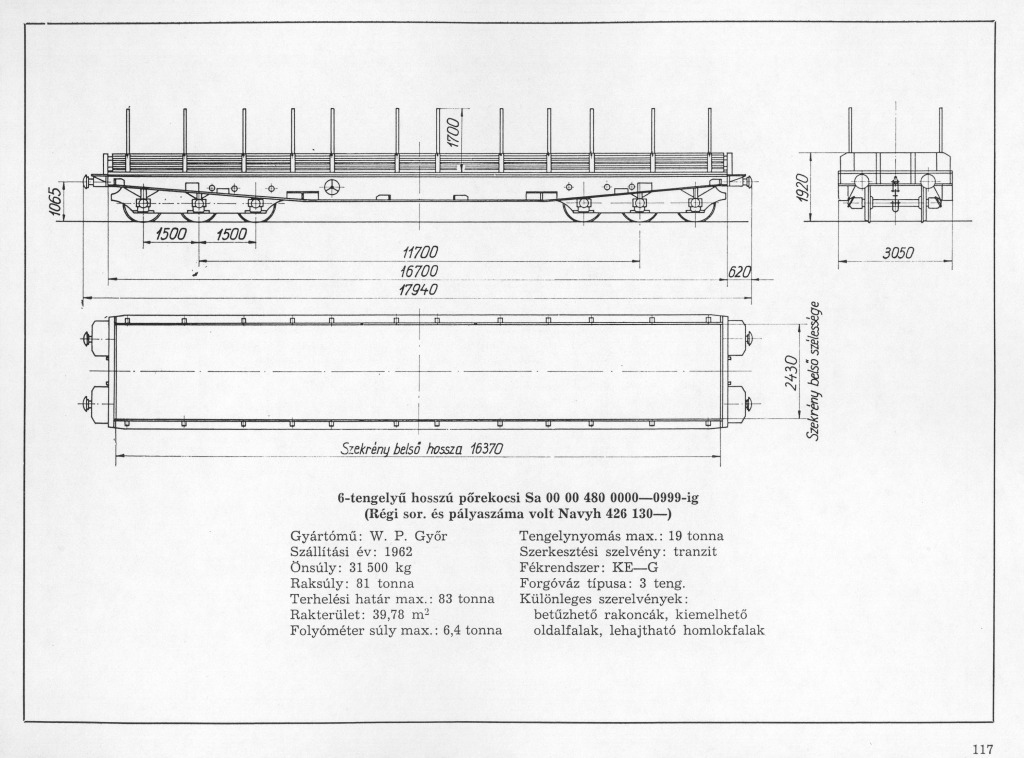 1700
1065
1920
1500
1500
11700
3050
16700
620
17940
2430
Szekrény belső szélessége
Szekrény belső hossza 16370
6-tengelyű hosszú pőrekocsi Sa 00 00 480 0000—0999-ig
(Régi sor. és pályaszáma volt Navyh 426 130—)
Gyártómű: W. P. Győr
Szállítási év: 1962
Önsúly: 31 500 kg
Raksúly: 81 tonna
Terhelési határ max.: 83 tonna
Rakterület: 39,78 m²
Folyóméter súly max.: 6,4 tonna
Tengelynyomás max.: 19 tonna
Szerkesztési szelvény: tranzit
Fékrendszer: KE—G
Forgóváz típusa: 3 teng.
Különleges szerelvények:
betűzhető rakoncák, kiemelhető
oldalfalak, lehajtható homlokfalak
117